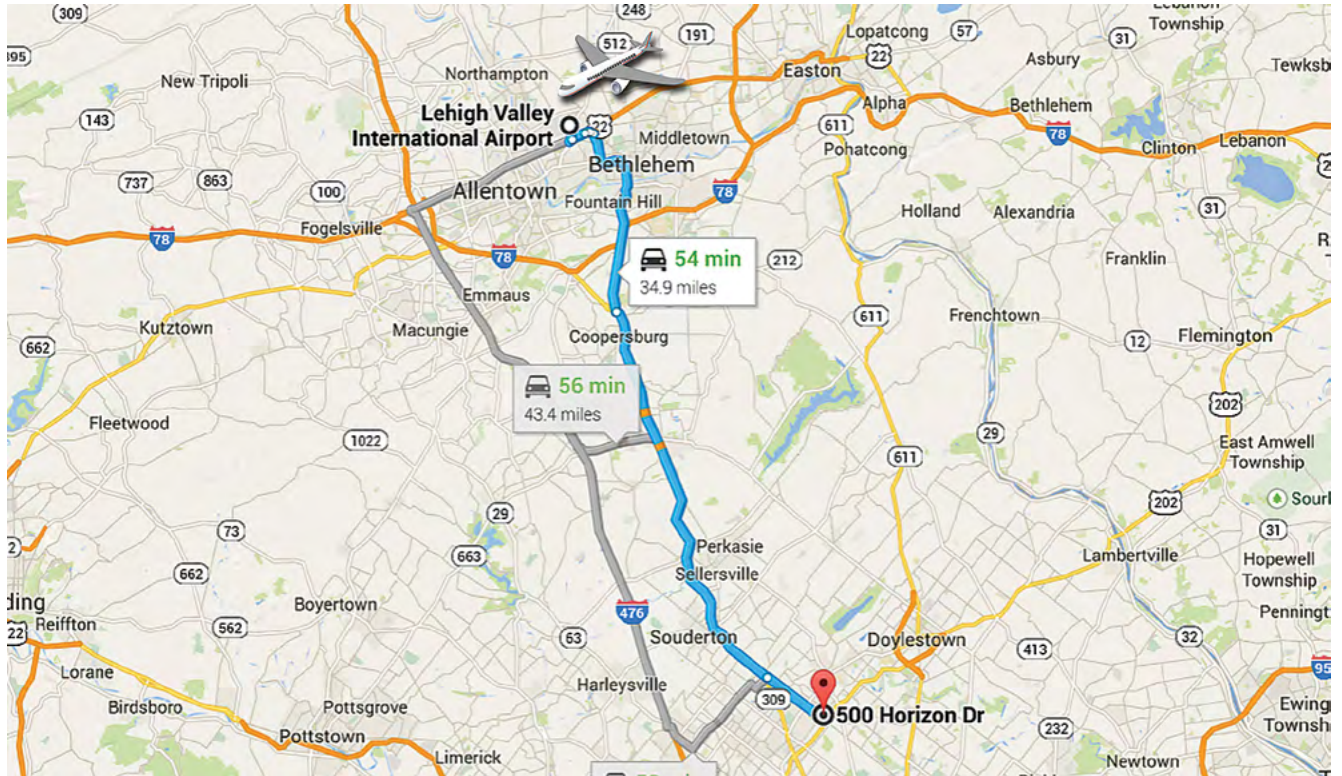 309
248
512
191
Lopatcong
57
31
Lebanon
Township
395
22
New Tripoli
Northampton
Easton
Asbury
Tewksb
Lehigh Valley
International Airport
143
22
Middletown
Alpha
Bethlehem
611
78
Pohatcong
Clinton
Lebanon
Bethlehem
737
863
100
Allentown
78
Fountain Hill
Holland
Alexandria
31
Fogelsville
78
78
54 min
34.9 miles
212
Franklin
Emmaus
Kutztown
Macungie
Coopersburg
611
Frenchtown
12
Flemington
662
56 min
43.4 miles
202
Fleetwood
1022
29
611
East Amwell
Township
202
Sourl
29
73
31
663
Perkasie
Lambertville
Hopewell
Township
662
Sellersville
ding
Boyertown
476
Penningt
22
Reiffton
562
63
Souderton
Doylestown
32
413
Lorane
95
Harleysville
309
500 Horizon Dr
Birdsboro
Pottsgrove
Ewing
Townsh
Pottstown
232
Limerick
Newtown